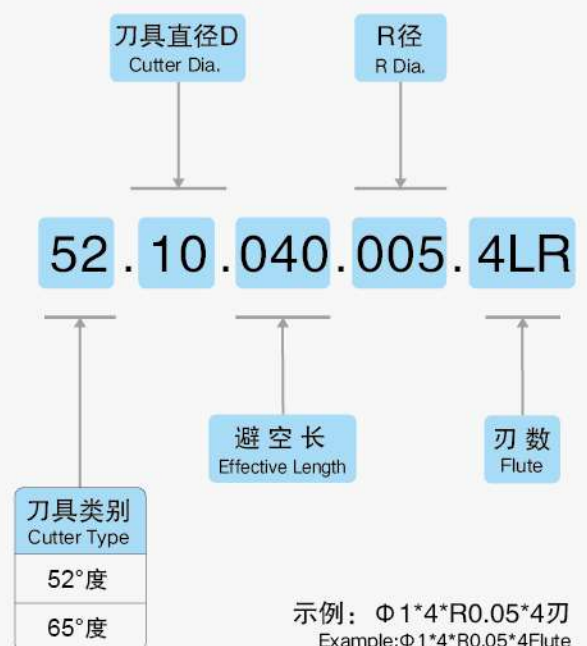 刀具直径D
Cutter Dia.
R径
R Dia.
52.10.040.005.4LR
避空长
Effective Length
刃数
Flute
刀具类别
Cutter Type
52°度
65°度
示例：Φ1*4*R0.05*4刃
Example:Φ1*4*R0.05*4Flute